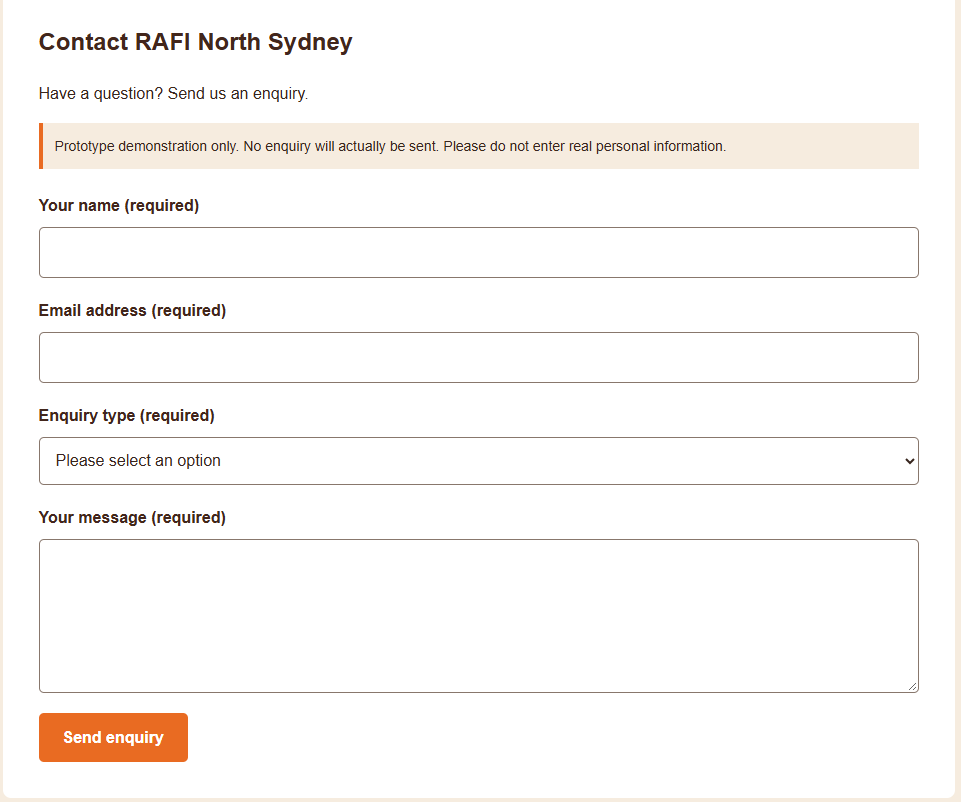 Contact RAFI North Sydney
Have a question? Send us an enquiry.
Prototype demonstration only. No enquiry will actually be sent. Please do not enter real personal information.
Your name (required)
Email address (required)
Enquiry type (required)
Please select an option
Your message (required)
Send enquiry